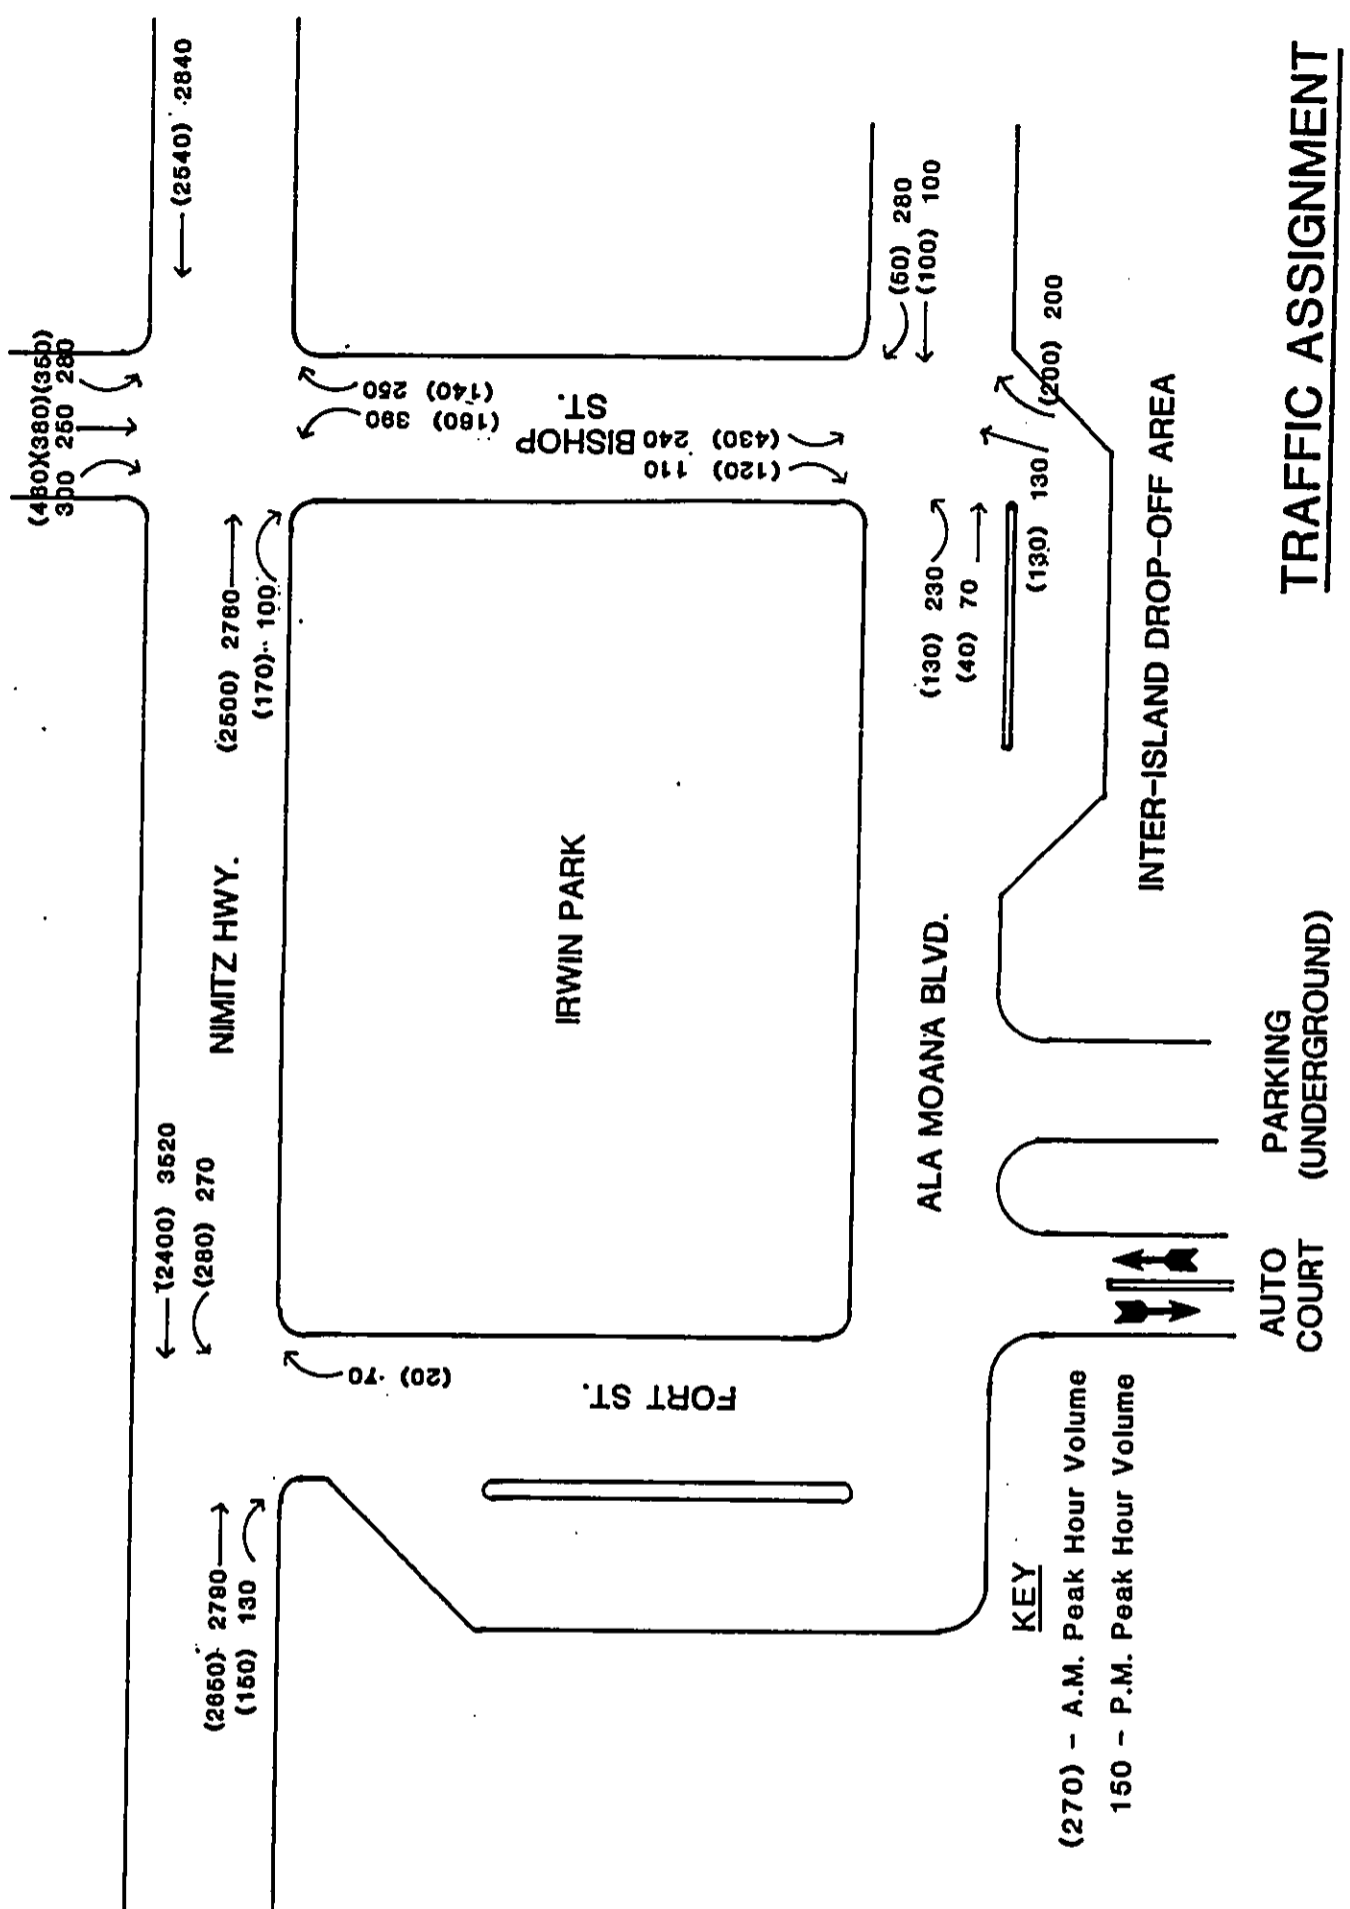 (480)(380)(350)
300 250 280
(2540) 2840
(2500) 2760
(170) 100
NIMITZ HWY.
(2400) 3520
(280) 270
(2650) 2790
(150) 130
(20) 70
FORT ST.
IRWIN PARK
(140) 250
(160) 390
BISHOP
ST.
(430) 240
(120) 110
(50) 280
(100) 100
(130) 230
(40) 70
(130) 130
(200) 200
ALA MOANA BLVD.
INTER-ISLAND DROP-OFF AREA
AUTO
COURT
PARKING
(UNDERGROUND)
KEY
(270) - A.M. Peak Hour Volume
150 - P.M. Peak Hour Volume
TRAFFIC ASSIGNMENT